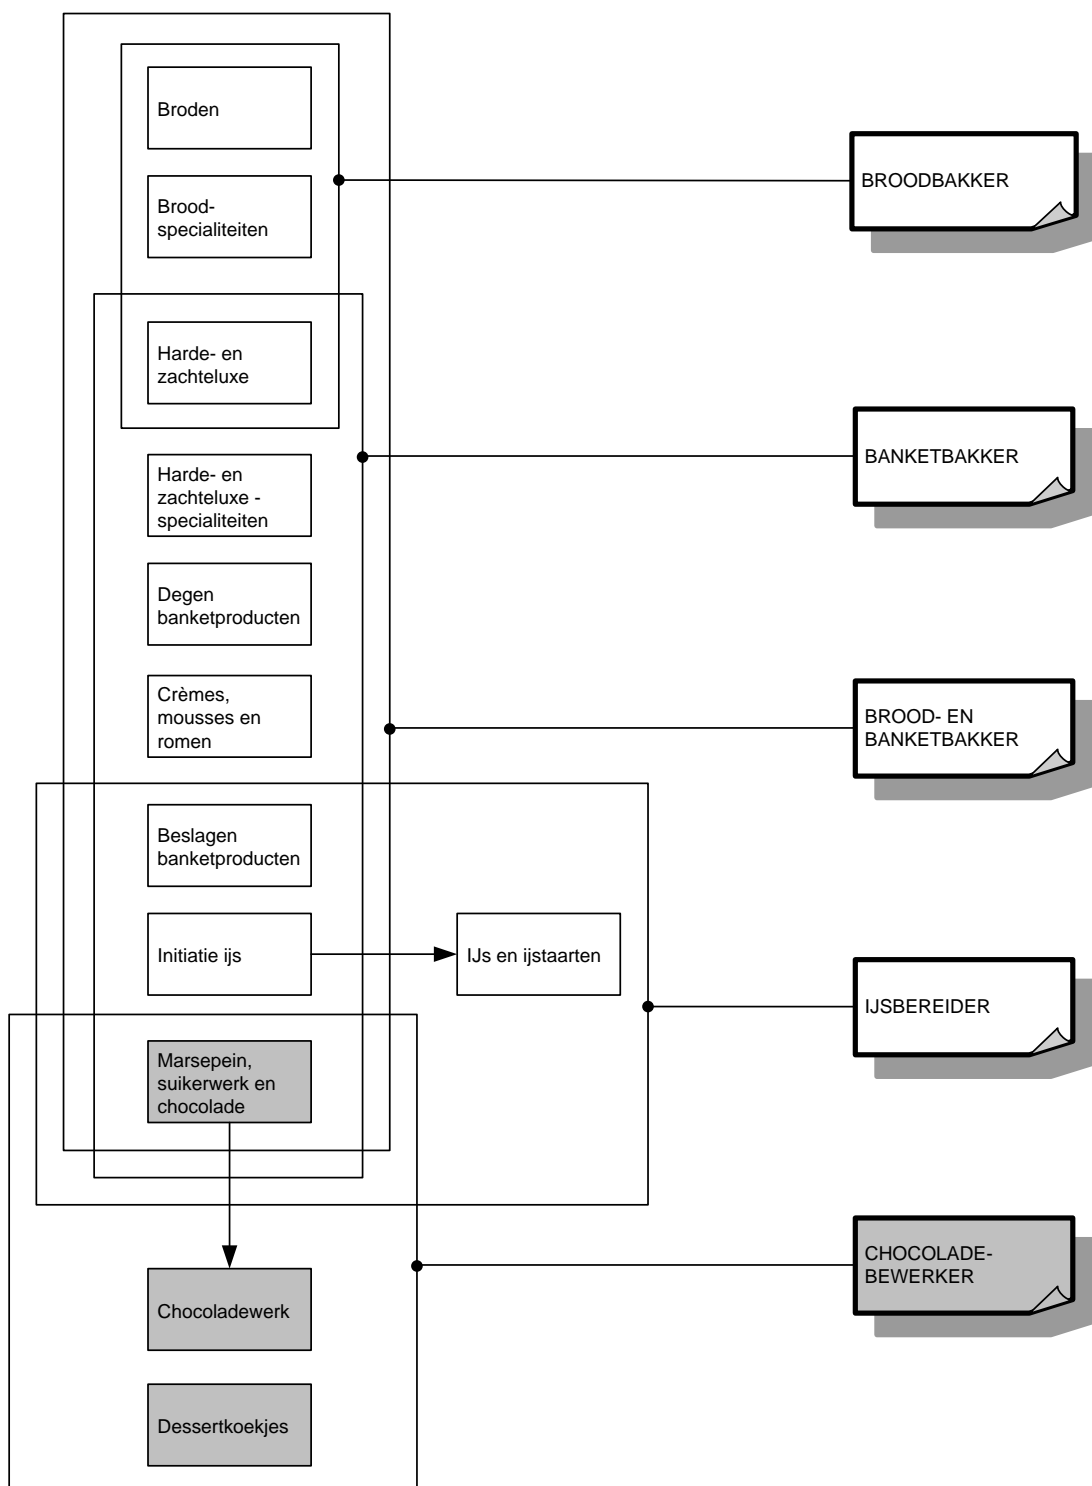 Broden
Brood-
specialiteiten
Harde- en
zachteluxe
Harde- en
zachteluxe -
specialiteiten
Degen
banketproducten
Crèmes,
mousses en
romen
Beslagen
banketproducten
Initiatie ijs
IJs en ijstaarten
Marsepein,
suikerwerk en
chocolade
Chocoladewerk
Dessertkoekjes
BROODBAKKER
BANKETBAKKER
BROOD- EN
BANKETBAKKER
IJSBEREIDER
CHOCOLADE-
BEWERKER